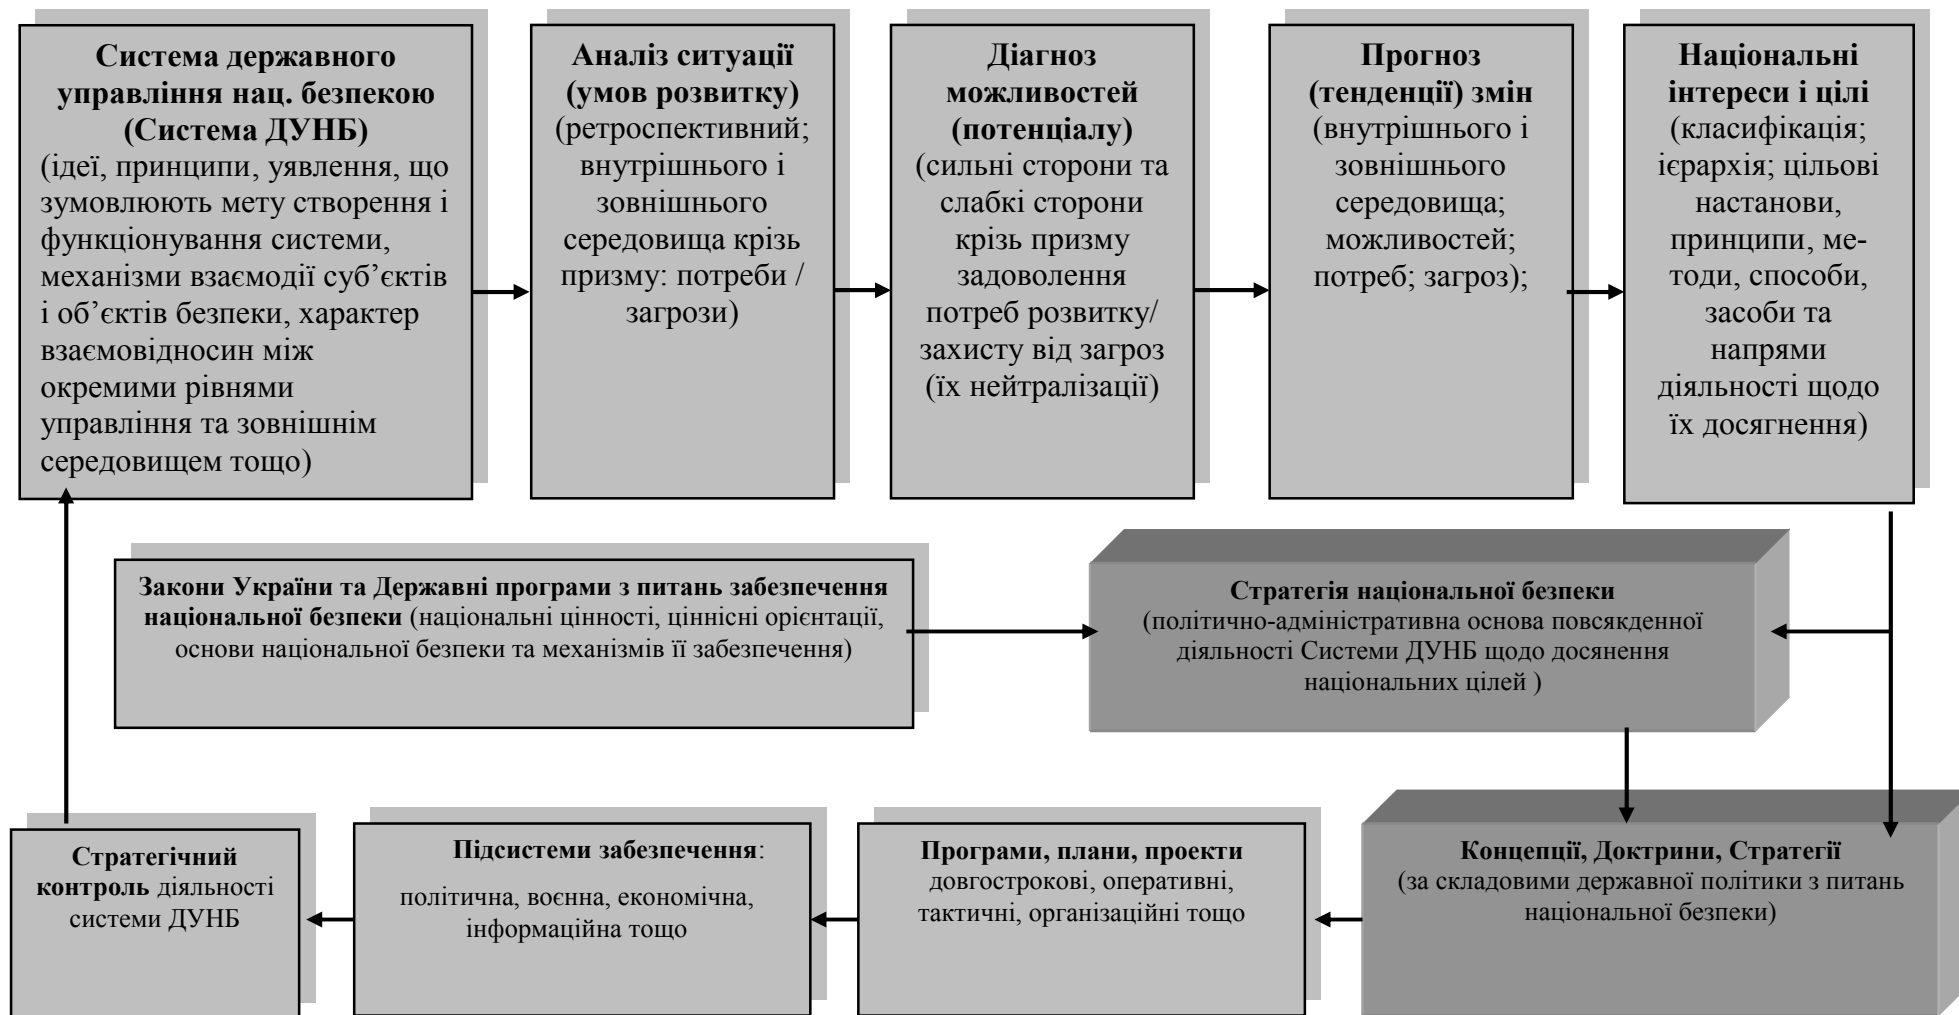 Система державного
управління нац. безпекою
(Система ДУНБ)
(ідеї, принципи, уявлення, що
зумовлюють мету створення і
функціонування системи,
механізми взаємодії суб’єктів
і об’єктів безпеки, характер
взаємовідносин між
окремими рівнями
управління та зовнішнім
середовищем тощо)
Аналіз ситуації
(умов розвитку)
(ретроспективний;
внутрішнього і
зовнішнього
середовища крізь
призму: потреби /
загрози)
Діагноз
можливостей
(потенціалу)
(сильні сторони та
слабкі сторони
крізь призму
задоволення
потреб розвитку/
захисту від загроз
(їх нейтралізації)
Прогноз
(тенденції) змін
(внутрішнього і
зовнішнього
середовища;
можливостей;
потреб; загроз);
Національні
інтереси і цілі
(класифікація;
ієрархія; цільові
настанови,
принципи, ме-
тоди, способи,
засоби та
напрями
діяльності щодо
їх досягнення)
Закони України та Державні програми з питань забезпечення
національної безпеки (національні цінності, ціннісні орієнтації,
основи національної безпеки та механізмів її забезпечення)
Стратегія національної безпеки
(політично-адміністративна основа повсякденної
діяльності Системи ДУНБ щодо досянення
національних цілей )
Стратегічний
контроль діяльності
системи ДУНБ
Підсистеми забезпечення:
політична, воєнна, економічна,
інформаційна тощо
Програми, плани, проекти
довгострокові, оперативні,
тактичні, організаційні тощо
Концепції, Доктрини, Стратегії
(за складовими державної політики з питань
національної безпеки)